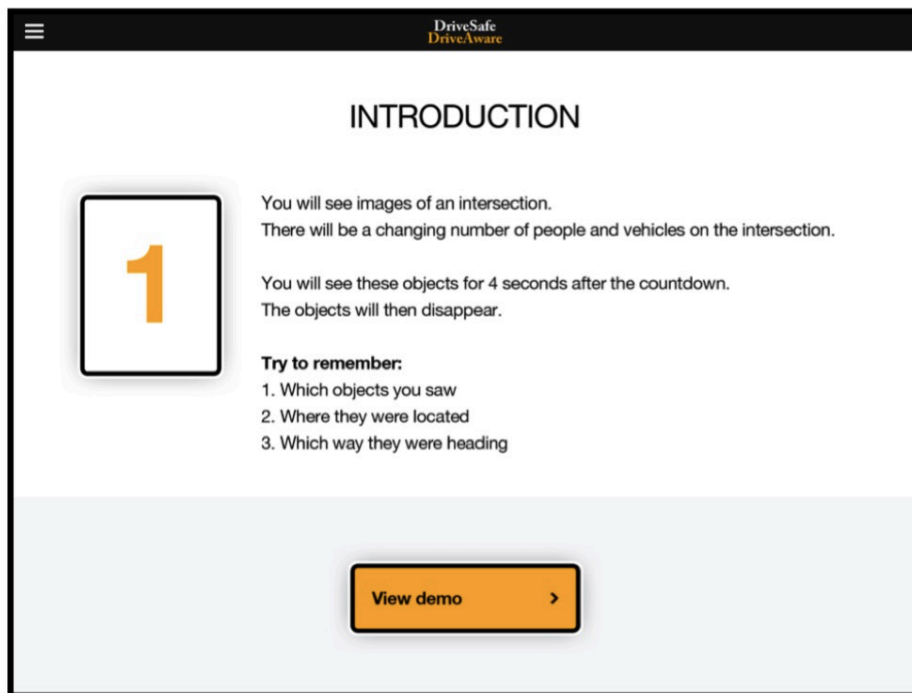 DriveSafe
DriveAware
INTRODUCTION
1
You will see images of an intersection.
There will be a changing number of people and vehicles on the intersection.
You will see these objects for 4 seconds after the countdown.
The objects will then disappear.
Try to remember:
1. Which objects you saw
2. Where they were located
3. Which way they were heading
View demo